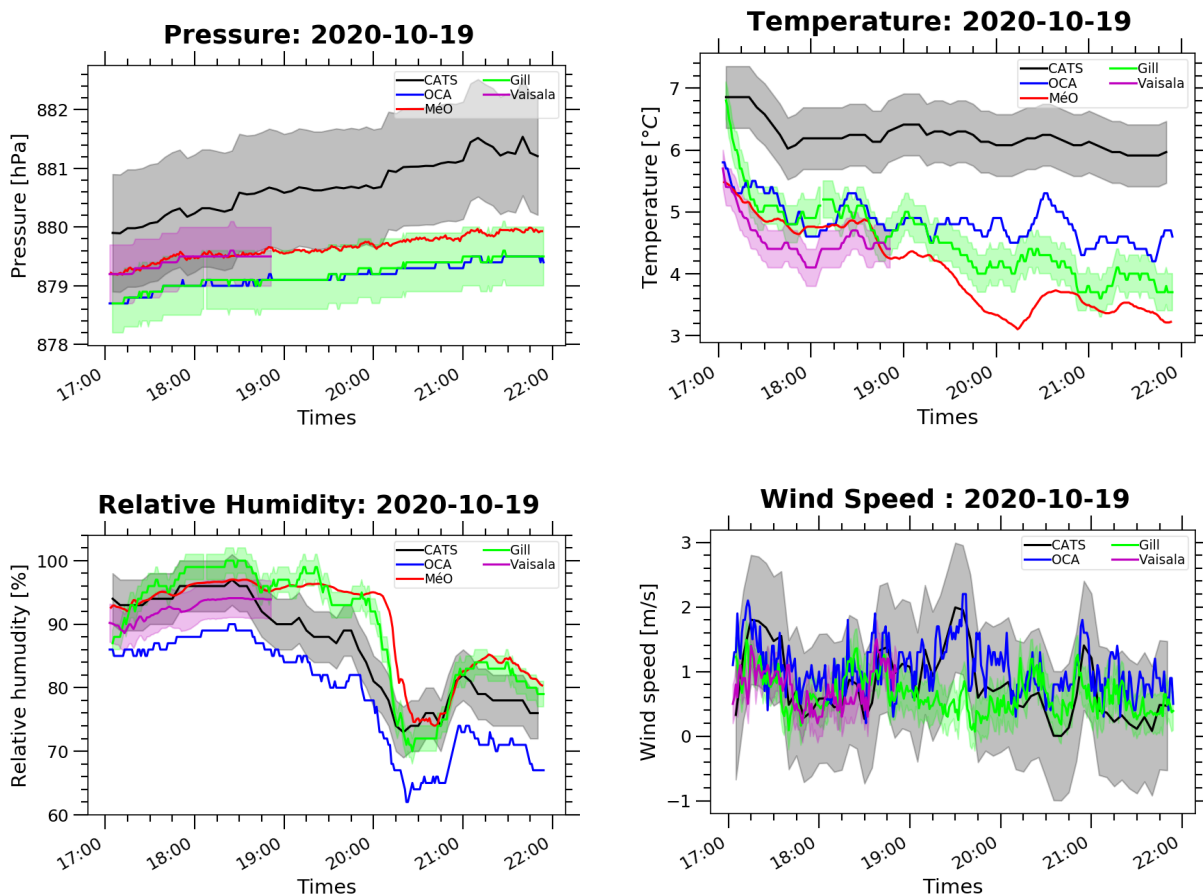 Pressure: 2020-10-19
CATS
OCA
MéO
Gill
Vaisala
Pressure [hPa]
882
881
880
879
878
17:00
18:00
19:00
20:00
21:00
22:00
Times
Temperature: 2020-10-19
CATS
OCA
MéO
Gill
Vaisala
Temperature [°C]
7
6
5
4
3
17:00
18:00
19:00
20:00
21:00
22:00
Times
Relative Humidity: 2020-10-19
CATS
OCA
MéO
Gill
Vaisala
Relative humudity [%]
100
90
80
70
60
17:00
18:00
19:00
20:00
21:00
22:00
Times
Wind Speed : 2020-10-19
CATS
OCA
Gill
Vaisala
Wind speed [m/s]
3
2
1
0
−1
17:00
18:00
19:00
20:00
21:00
22:00
Times